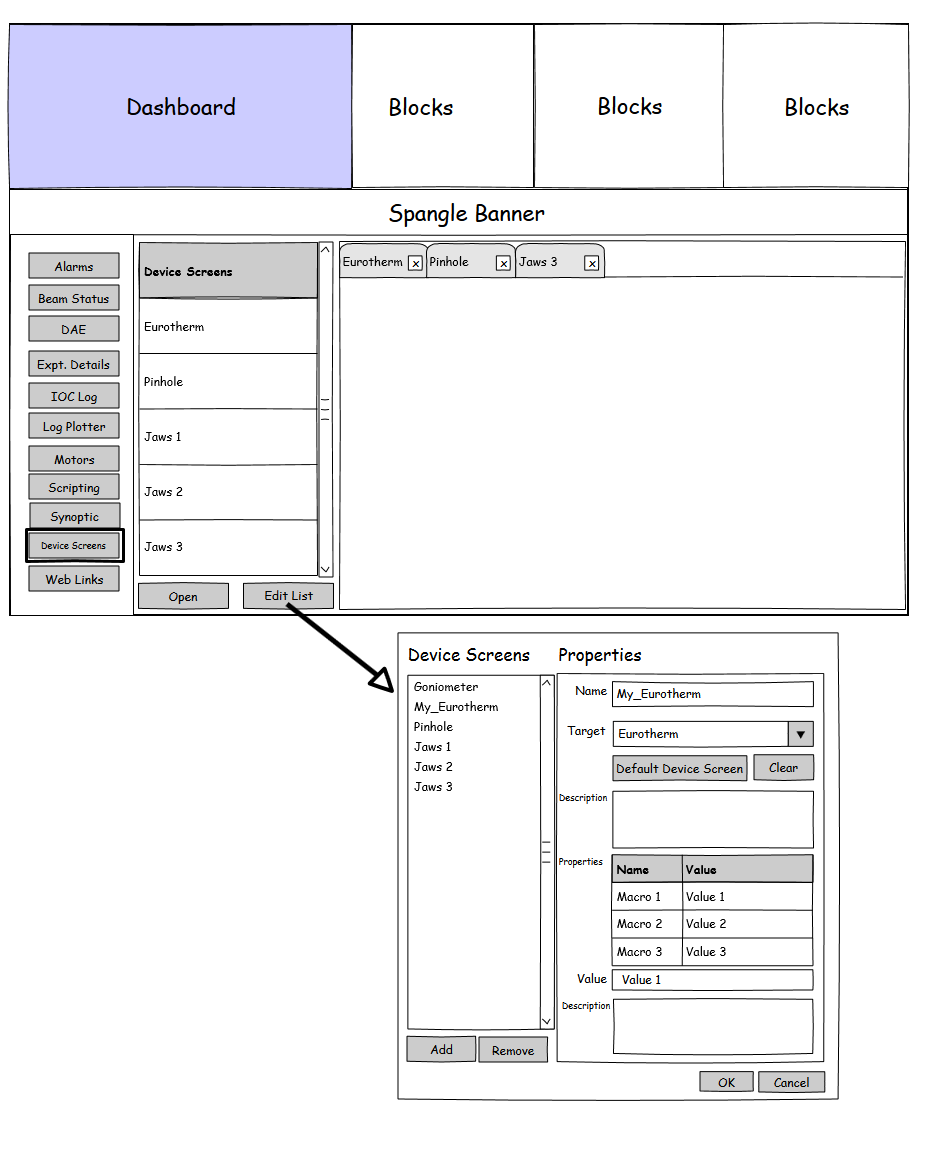 Dashboard
Blocks
Blocks
Blocks
Spangle Banner
Alarms
Beam Status
DAE
Expt. Details
IOC Log
Log Plotter
Motors
Scripting
Synoptic
Device Screens
Web Links
Device Screens
Eurotherm
Pinhole
Jaws 1
Jaws 2
Jaws 3
Open
Edit List
Eurotherm x
Pinhole x
Jaws 3 x
Device Screens
Goniometer
My_Eurotherm
Pinhole
Jaws 1
Jaws 2
Jaws 3
Add
Remove
Properties
Name My_Eurotherm
Target Eurotherm
Default Device Screen
Clear
Description
Properties
Name Value
Macro 1 Value 1
Macro 2 Value 2
Macro 3 Value 3
Value Value 1
Description
OK
Cancel